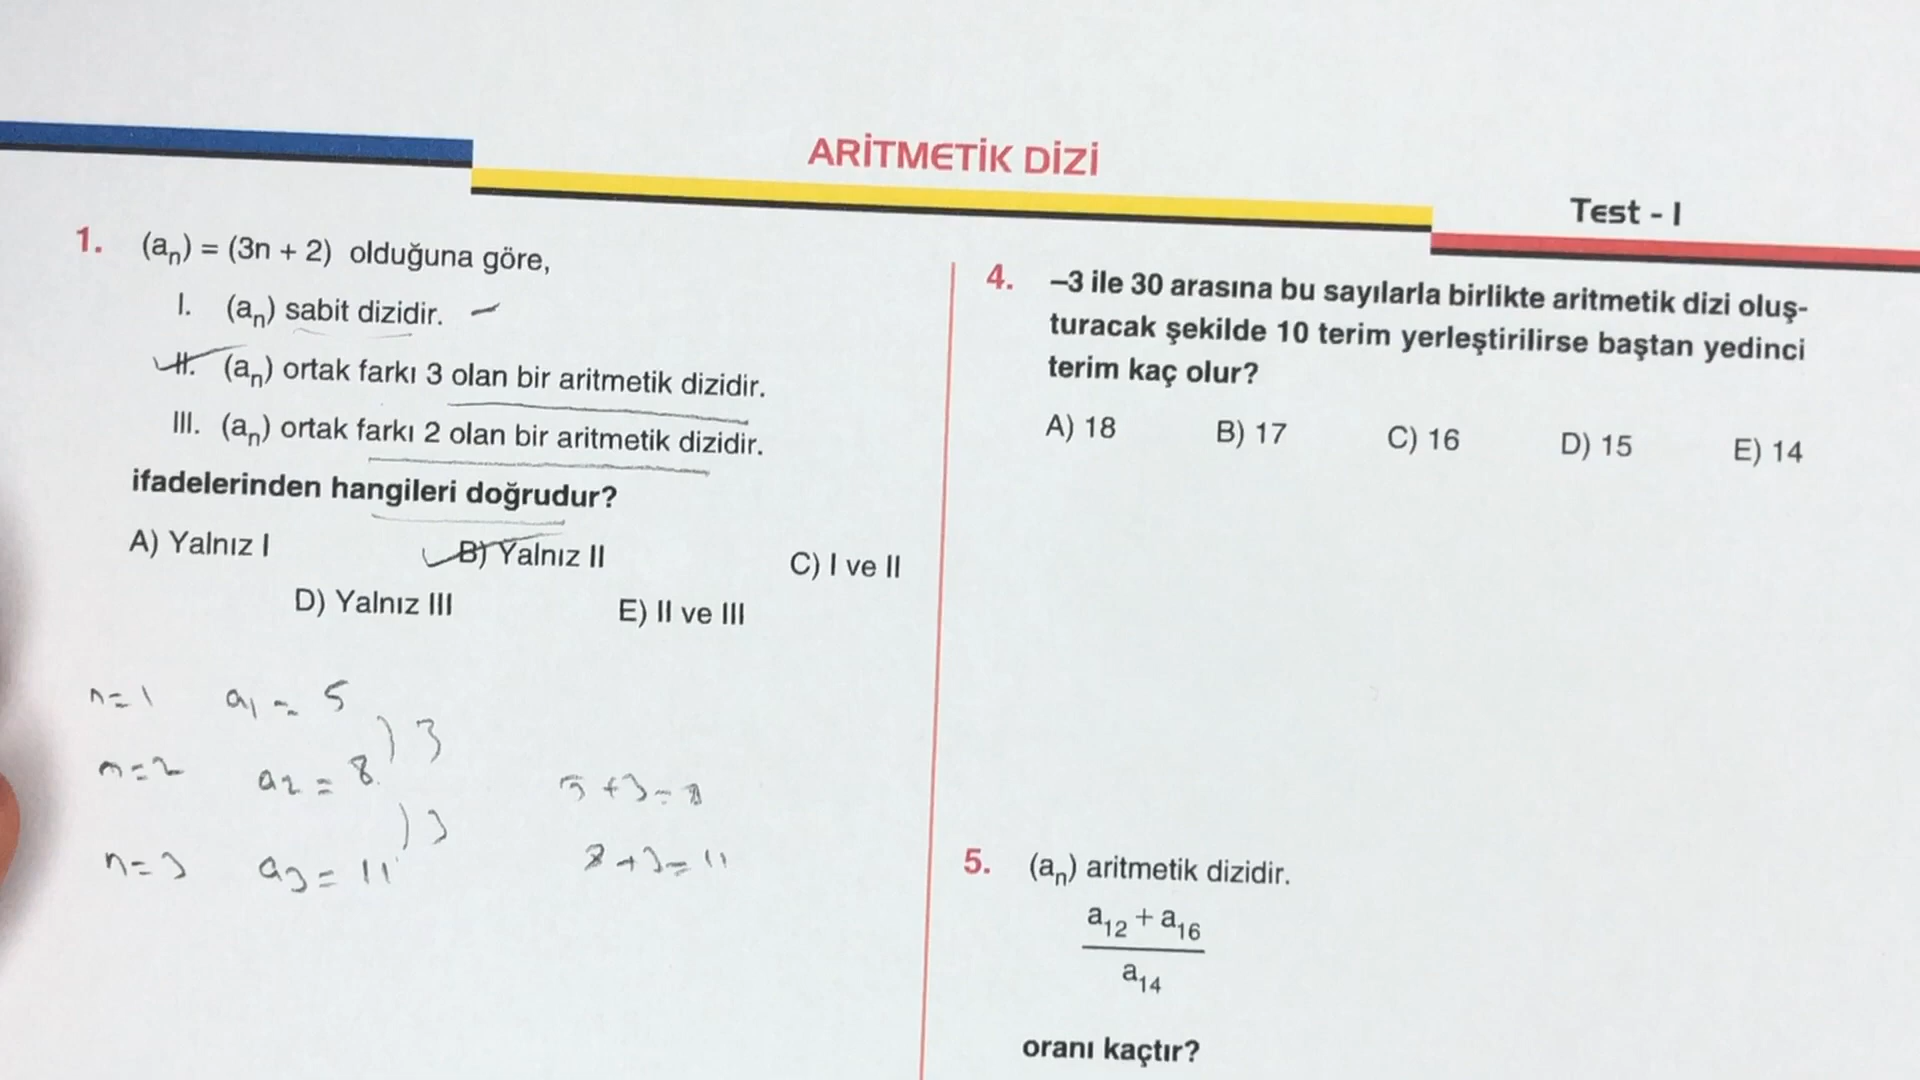 ARİTMETİK DİZİ
Test - I
1. (aₙ) = (3n + 2) olduğuna göre,
I. (aₙ) sabit dizidir.
II. (aₙ) ortak farkı 3 olan bir aritmetik dizidir.
III. (aₙ) ortak farkı 2 olan bir aritmetik dizidir.
ifadelerinden hangileri doğrudur?
A) Yalnız I B) Yalnız II C) I ve II
D) Yalnız III E) II ve III
n=1 a₁ = 5
) 3
n=2 a₂ = 8
5+3=8
) 3
n=3 a₃ = 11
8+3=11
4. –3 ile 30 arasına bu sayılarla birlikte aritmetik dizi oluş-
turacak şekilde 10 terim yerleştirilirse baştan yedinci
terim kaç olur?
A) 18 B) 17 C) 16 D) 15 E) 14
5. (aₙ) aritmetik dizidir.
a₁₂ + a₁₆
a₁₄
oranı kaçtır?